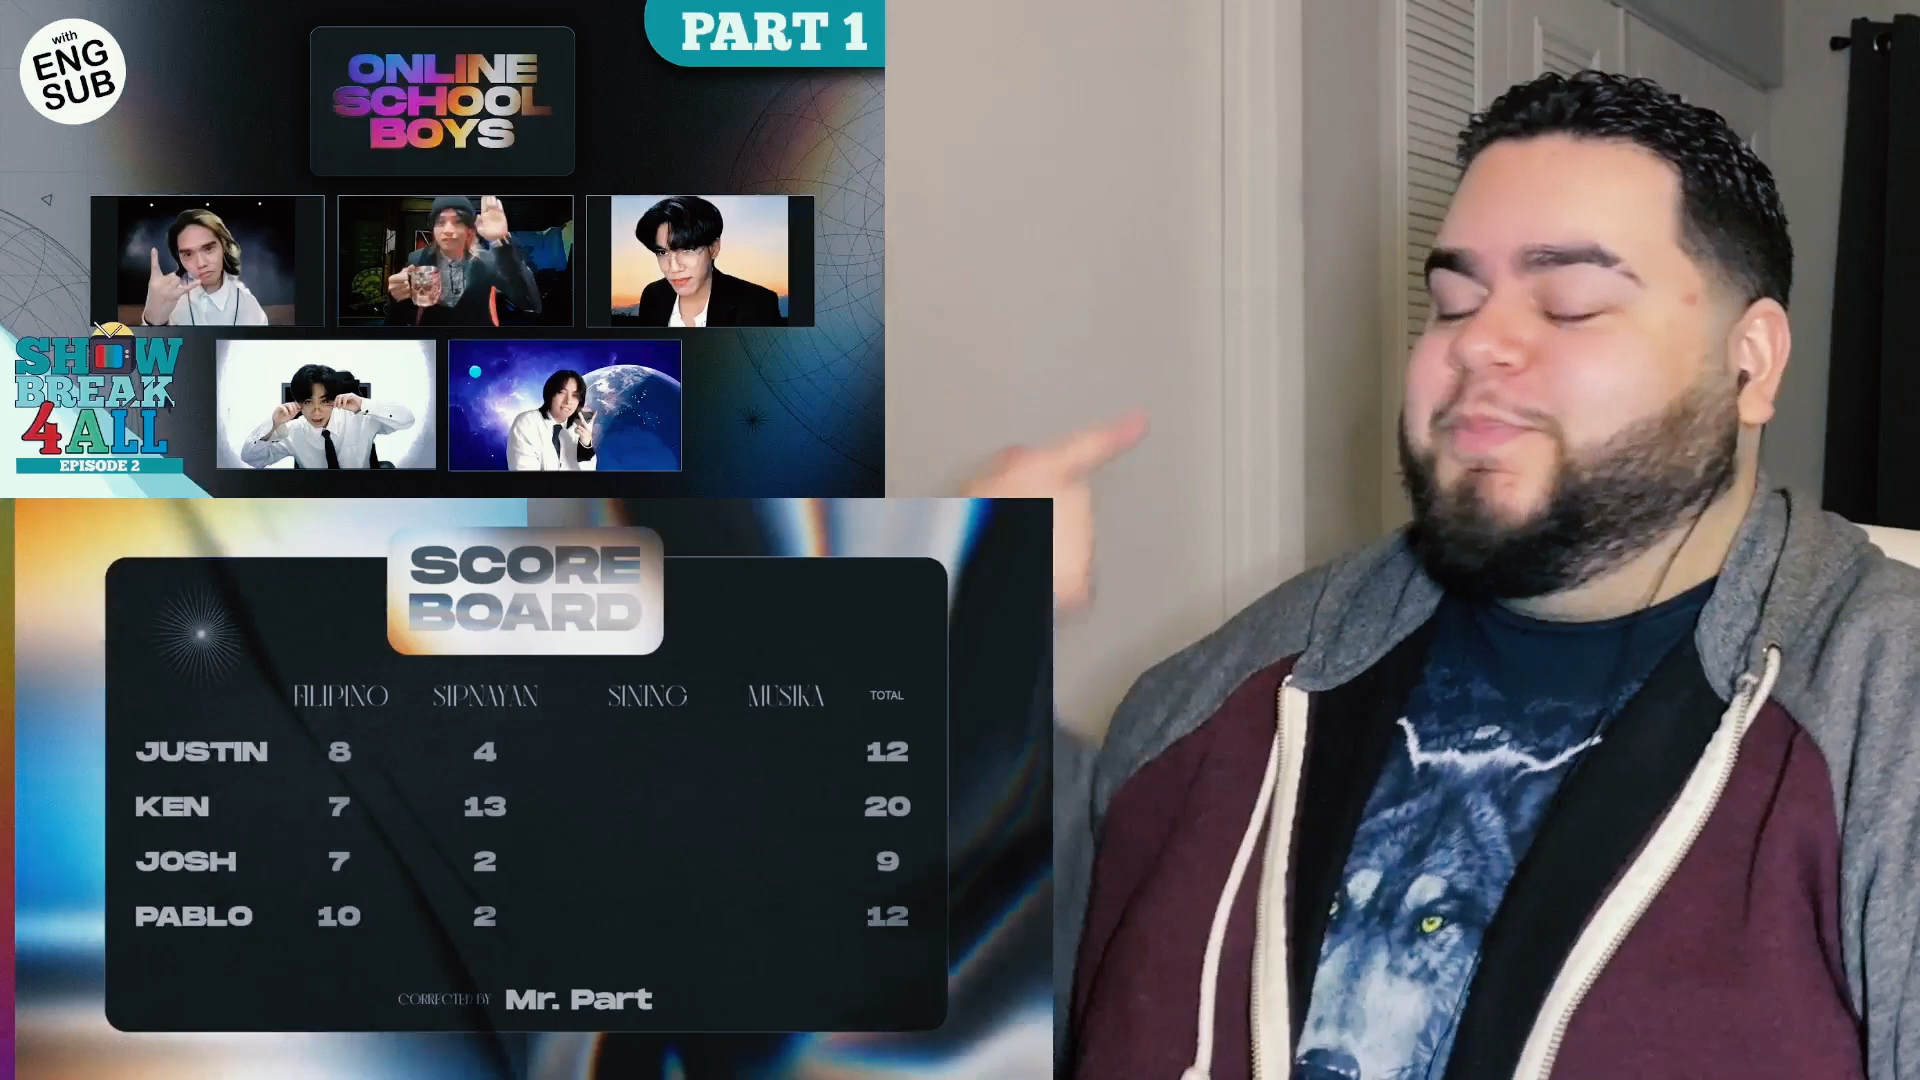 with
ENG
SUB
ONLINE
SCHOOL
BOYS
PART 1
SHOW
BREAK
4ALL
EPISODE 2
SCORE
BOARD
FILIPINO SIPNAYAN SINING MUSIKA TOTAL
JUSTIN 8 4 12
KEN 7 13 20
JOSH 7 2 9
PABLO 10 2 12
CORRECTED BY Mr. Part